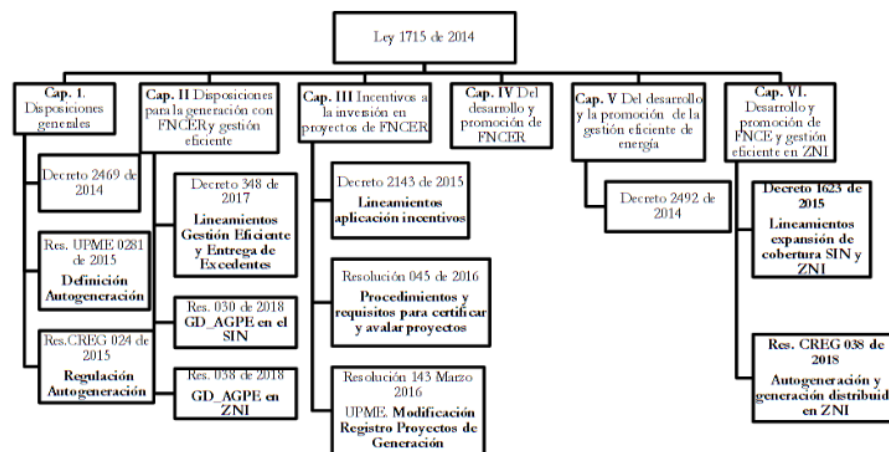 Ley 1715 de 2014
Cap. 1.
Disposiciones
generales
Cap. II Disposiciones
para la generación con
FNCER y gestión
eficiente
Cap. III Incentivos a
la inversión en
proyectos de FNCER
Cap. IV Del
desarrollo y
promoción de
FNCER
Cap. V Del desarrollo
y la promoción de la
gestión eficiente de
energía
Cap. VI.
Desarrollo y
promoción de
FNCE y gestión
eficiente en ZNI
Decreto 2469 de
2014
Res. UPME 0281
de 2015
Definición
Autogeneración
Res.CREG 024 de
2015
Regulación
Autogeneración
Decreto 348 de
2017
Lineamientos
Gestión Eficiente
y Entrega de
Excedentes
Res. 030 de 2018
GD_AGPE en el
SIN
Res. 038 de 2018
GD_AGPE en
ZNI
Decreto 2143 de 2015
Lineamientos
aplicación incentivos
Resolución 045 de 2016
Procedimientos y
requisitos para certificar
y avalar proyectos
Resolución 143 Marzo
2016
UPME. Modificación
Registro Proyectos de
Generación
Decreto 2492 de
2014
Decreto 1623 de
2015
Lineamientos
expansión de
cobertura SIN y
ZNI
Res. CREG 038 de
2018
Autogeneración y
generación distribuid
en ZNI